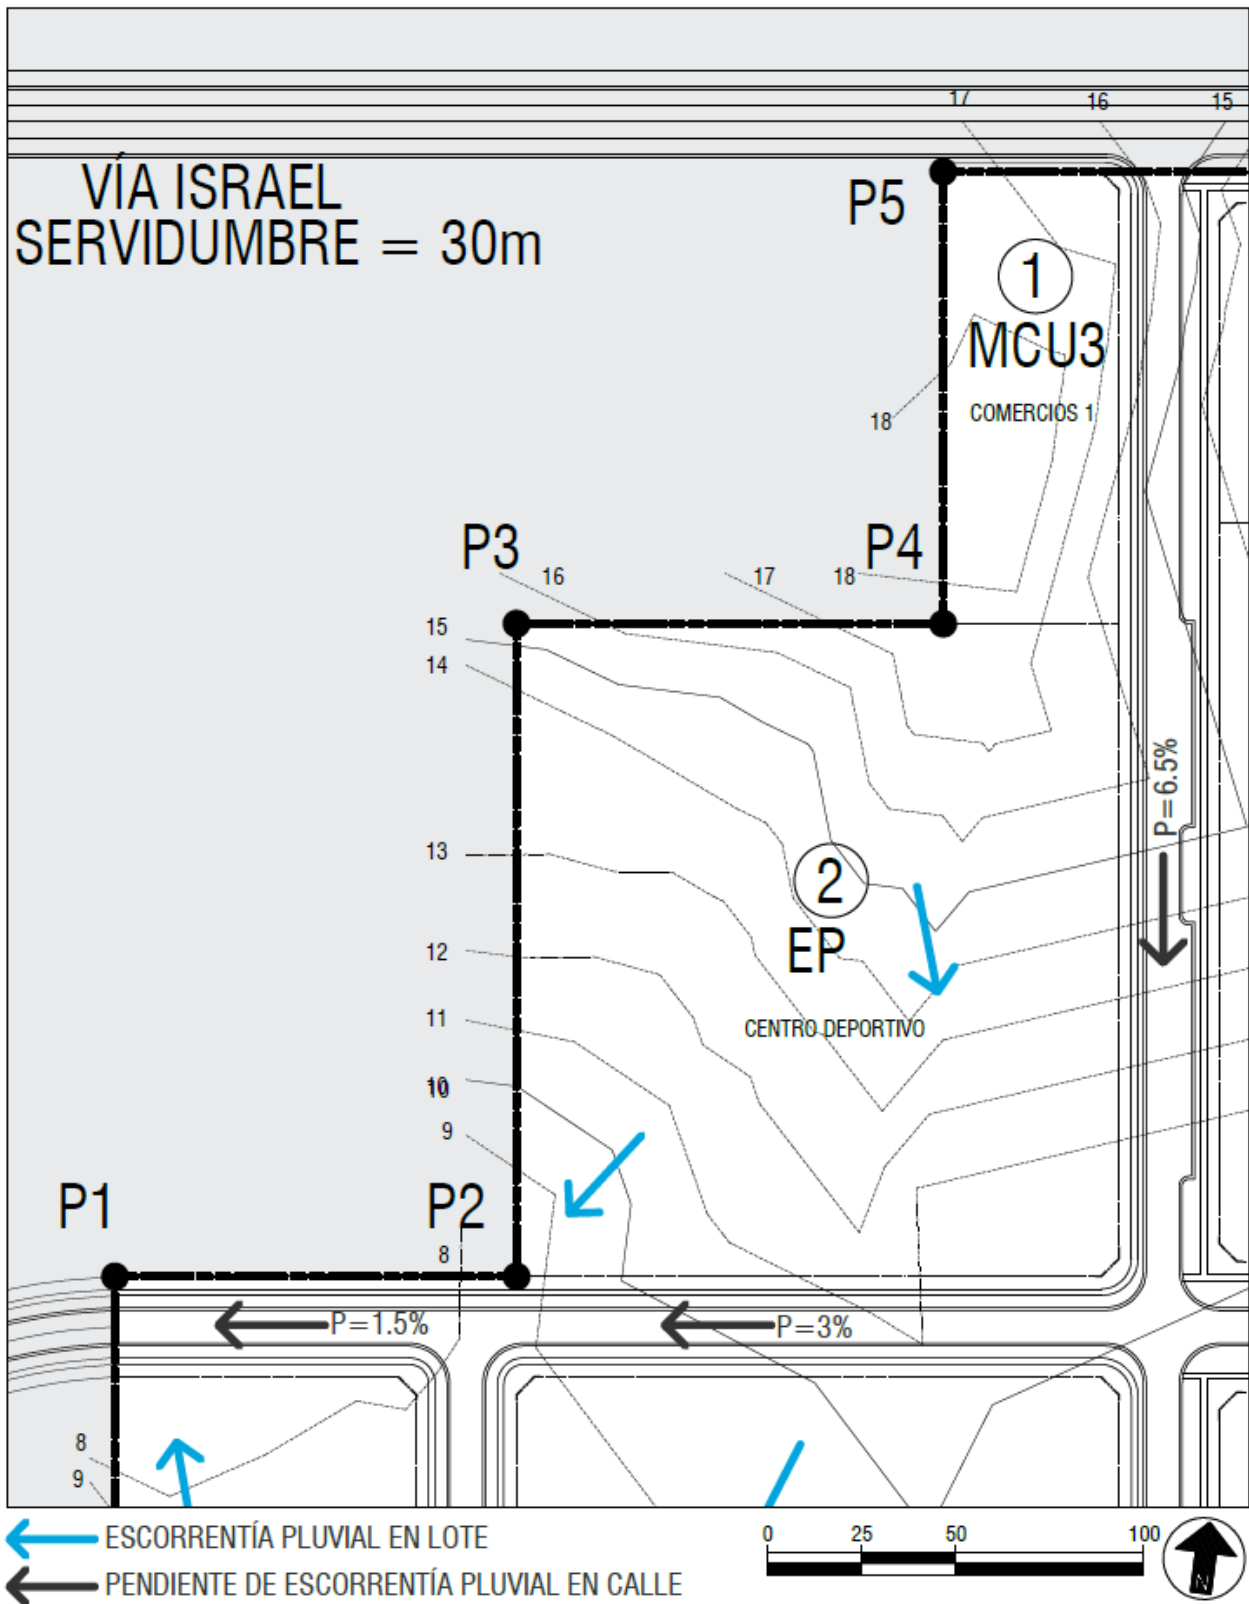 17 16 15
VÍA ISRAEL
SERVIDUMBRE = 30m
P5
1
MCU3
COMERCIOS 1
18
P3
P4
16 17 18
15
14
P=6.5%
13
2
EP
12
11
CENTRO DEPORTIVO
10
10
9
P1
P2
8
P=1.5%
P=3%
8
9
ESCORRENTÍA PLUVIAL EN LOTE
PENDIENTE DE ESCORRENTÍA PLUVIAL EN CALLE
0 25 50 100
N